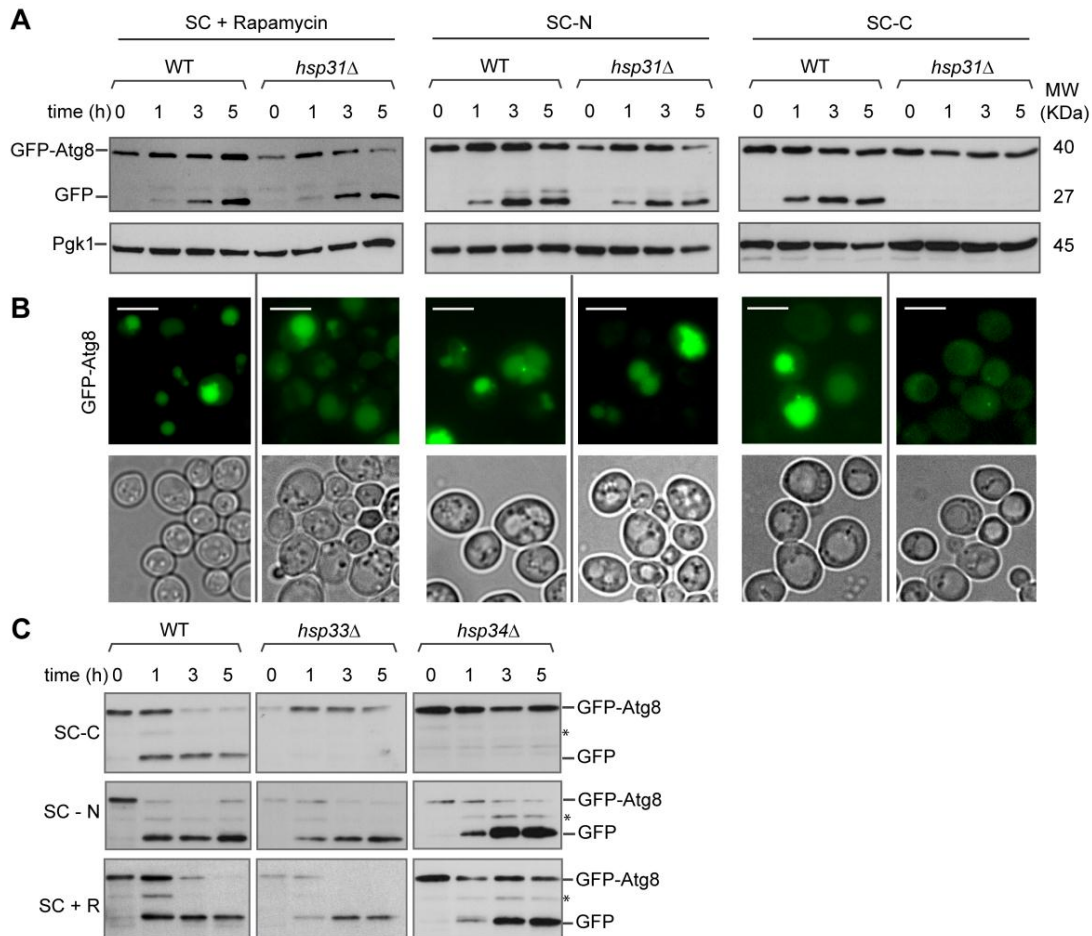 A
SC + Rapamycin SC-N SC-C
WT hsp31Δ WT hsp31Δ WT hsp31Δ
MW
time (h) 0 1 3 5 0 1 3 5 0 1 3 5 0 1 3 5 0 1 3 5 0 1 3 5 (KDa)
GFP-Atg8 40
GFP 27
Pgk1 45
B
GFP-Atg8
C
WT hsp33Δ hsp34Δ
time (h) 0 1 3 5 0 1 3 5 0 1 3 5
GFP-Atg8
SC-C *
GFP
SC - N GFP-Atg8
*
GFP
GFP-Atg8
SC + R *
GFP